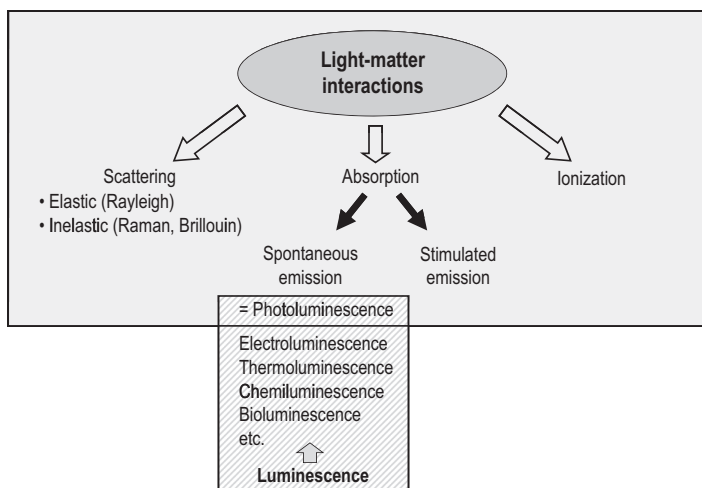 Light-matter
interactions
Scattering
• Elastic (Rayleigh)
• Inelastic (Raman, Brillouin)
Absorption
Ionization
Spontaneous
emission
Stimulated
emission
= Photoluminescence
Electroluminescence
Thermoluminescence
Chemiluminescence
Bioluminescence
etc.
Luminescence